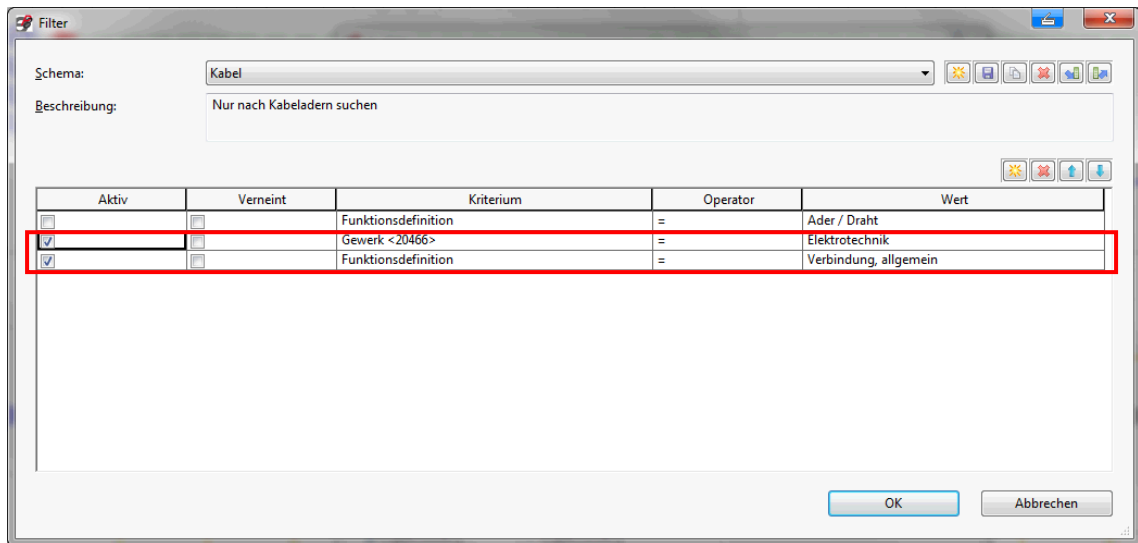 Filter
Schema:
Kabel
Beschreibung:
Nur nach Kabeladern suchen
Aktiv Verneint Kriterium Operator Wert
Funktionsdefinition = Ader / Draht
Gewerk <20466> = Elektrotechnik
Funktionsdefinition = Verbindung, allgemein
OK Abbrechen